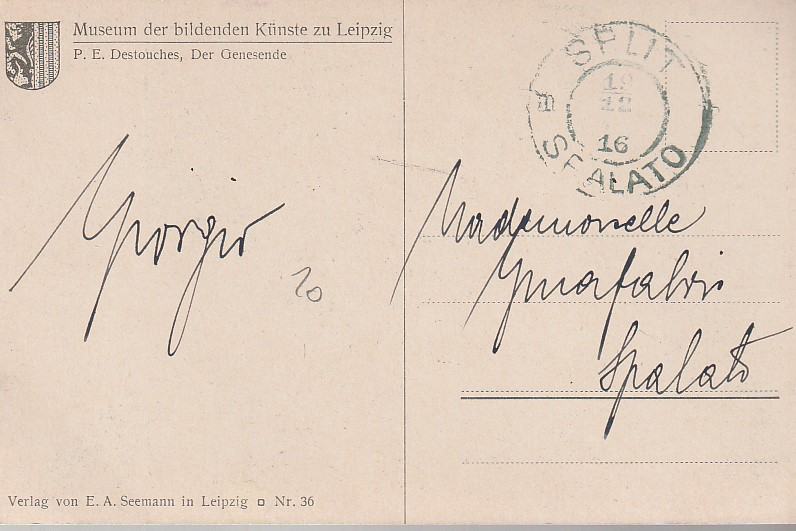 Museum der bildenden Künste zu Leipzig
P. E. Destouches, Der Genesende
Giorgio
20
Verlag von E. A. Seemann in Leipzig ◻ Nr. 36
SPLIT
19
12
16
SPALATO
Mademoiselle
Spalato